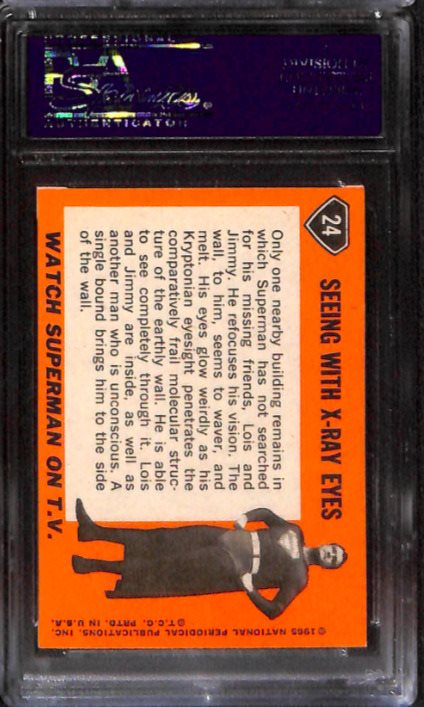 PROFESSIONAL
AUTHENTICATOR
24
SEEING WITH X-RAY EYES
Only one nearby building remains in
which Superman has not searched
for his missing friends, Lois and
Jimmy. He refocuses his vision. The
wall, to him, seems to waver, and
melt. His eyes glow weirdly as his
Kryptonian eyesight penetrates the
comparatively frail molecular struc-
ture of the earthly wall. He is able
to see completely through it. Lois
and Jimmy are inside, as well as
another man who is unconscious. A
single bound brings him to the side
of the wall.
WATCH SUPERMAN ON T.V.
© 1965 NATIONAL PERIODICAL PUBLICATIONS, INC.
© T.C.G. PRTD. IN U.S.A.